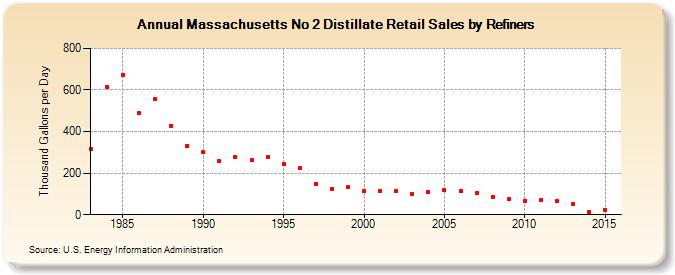 Annual Massachusetts No 2 Distillate Retail Sales by Refiners
Thousand Gallons per Day
800
600
400
200
0
1985 1990 1995 2000 2005 2010 2015
Source: U.S. Energy Information Administration